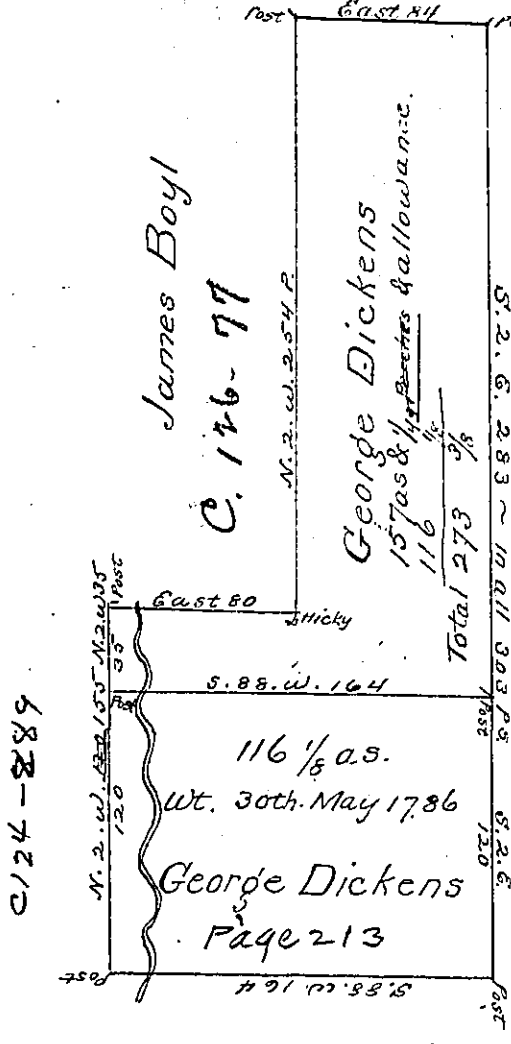 Post
East 84
P
James Boyl
C. 126-77
N. 2. W. 254 P.
George Dickens
157 as & 1/4 Perches & allowance.
116 1/8
Total 273 3/8
S. 2. E. 283 ~ in all 303 Ps.
N. 2. W. 35
Post
East 80
Hicky
35
Post
S. 88. W. 164
Post
N. 2. W. 155
120
C124-289
116 1/8 as.
Wt. 30th. May 1786
George Dickens
Page 213
S. 2. E.
120
Post
S. 88. W 164
Post